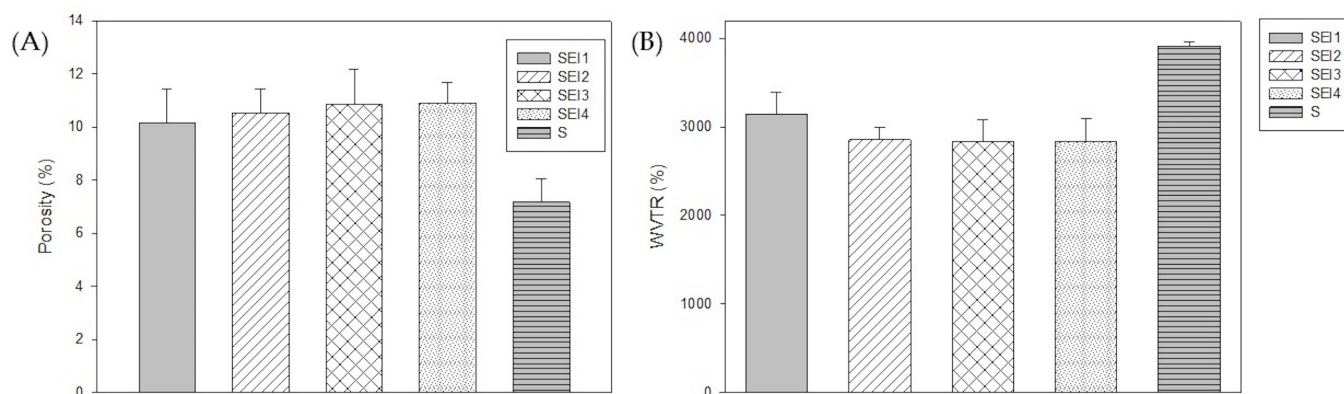 (A)
14
12
10
8
6
4
2
0
Porosity (%)
SEI1
SEI2
SEI3
SEI4
S
(B)
4000
3000
2000
1000
0
WVTR (%)
SEI1
SEI2
SEI3
SEI4
S